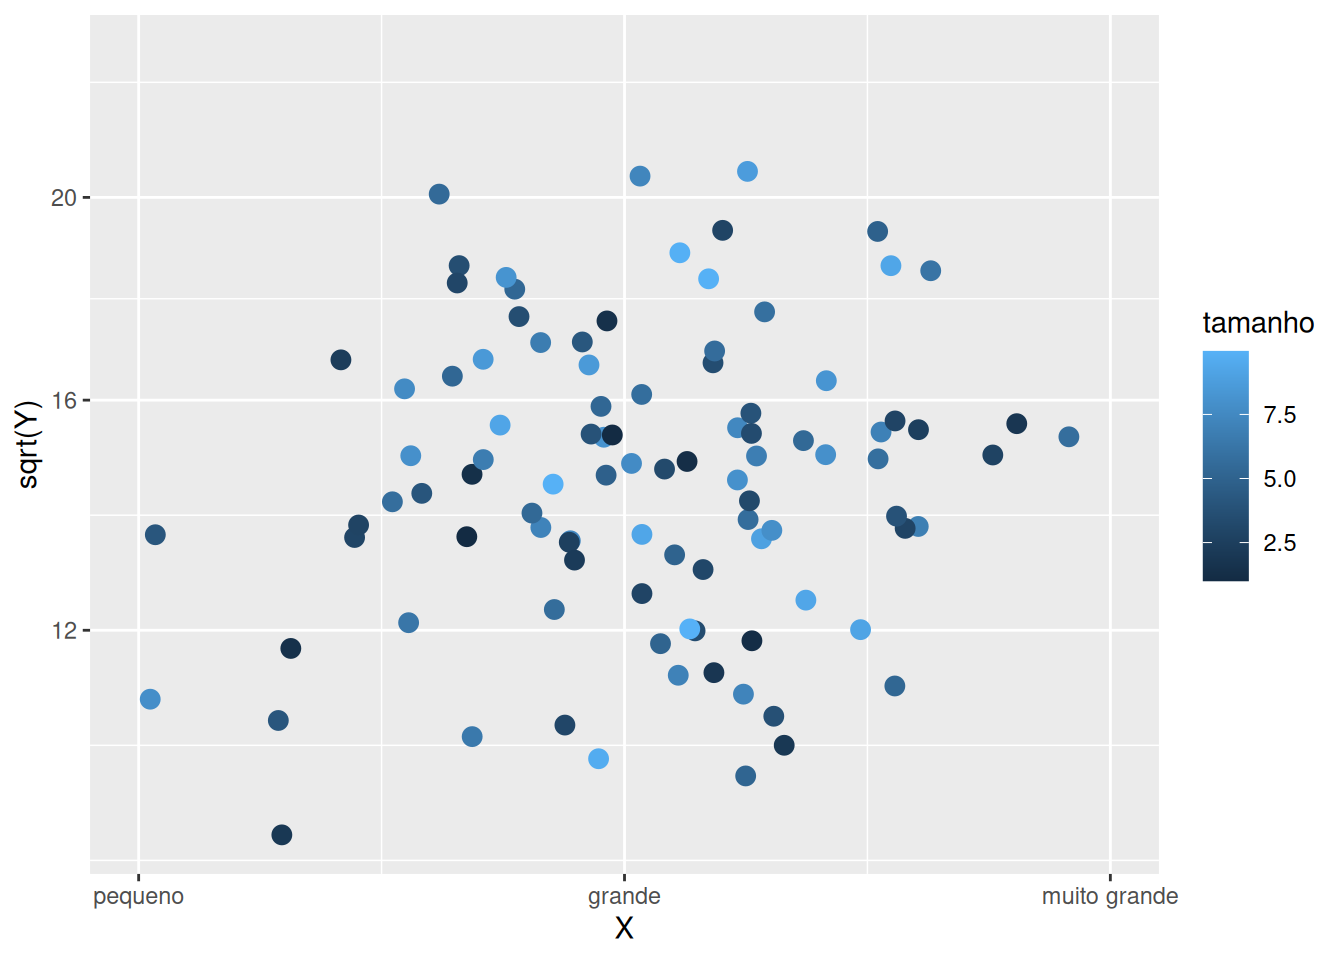 20
16
12
sqrt(Y)
pequeno
grande
muito grande
X
tamanho
7.5
5.0
2.5